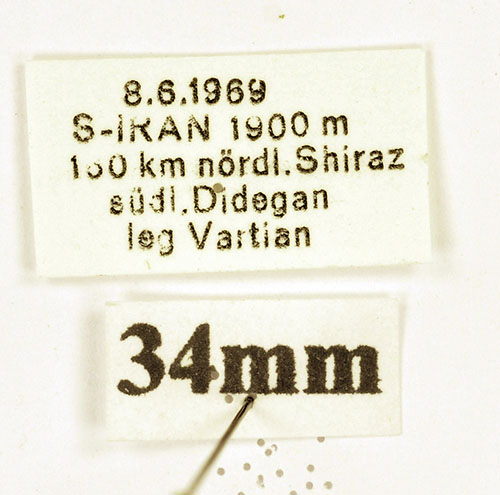 8.6.1969
S-IRAN 1900 m
km nördl.Shiraz
südl.Didegan
leg Vartian
34mm